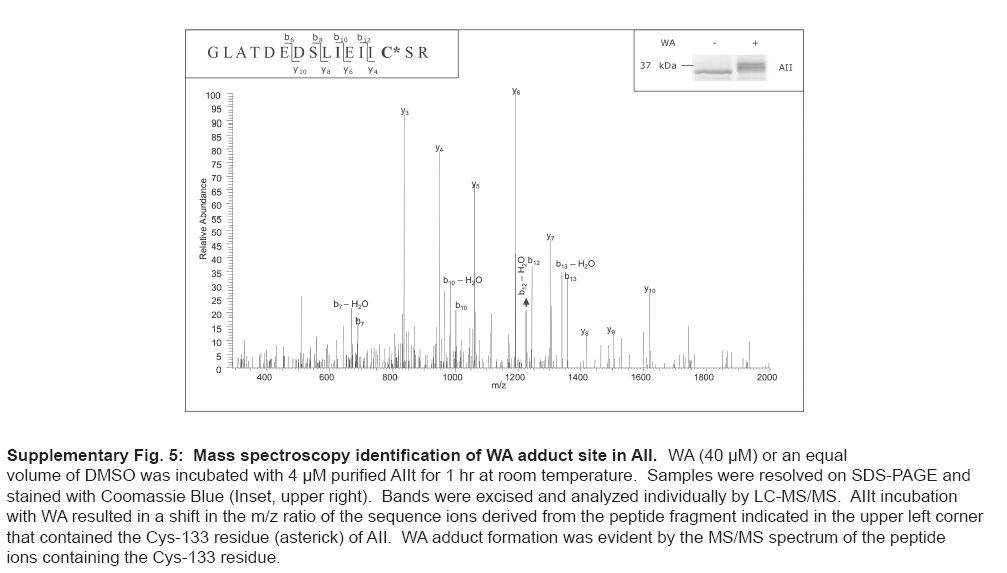 b6 b8 b10 b12
G L A T D E D S L I E I I C* S R
y10 y8 y6 y4
WA - +
37 kDa AII
100
95
90
85
80
75
70
65
60
55
50
45
40
35
30
25
20
15
10
5
0
Relative Abundance
y3
y4
y5
y6
y7
b7 – H2O
b7
b10 – H2O
b10
b12 – H2O
b12
b13 – H2O
b13
y8
y9
y10
400 600 800 1000 1200 1400 1600 1800 2000
m/z
Supplementary Fig. 5: Mass spectroscopy identification of WA adduct site in AII. WA (40 µM) or an equal
volume of DMSO was incubated with 4 µM purified AIIt for 1 hr at room temperature. Samples were resolved on SDS-PAGE and
stained with Coomassie Blue (Inset, upper right). Bands were excised and analyzed individually by LC-MS/MS. AIIt incubation
with WA resulted in a shift in the m/z ratio of the sequence ions derived from the peptide fragment indicated in the upper left corner
that contained the Cys-133 residue (asterick) of AII. WA adduct formation was evident by the MS/MS spectrum of the peptide
ions containing the Cys-133 residue.